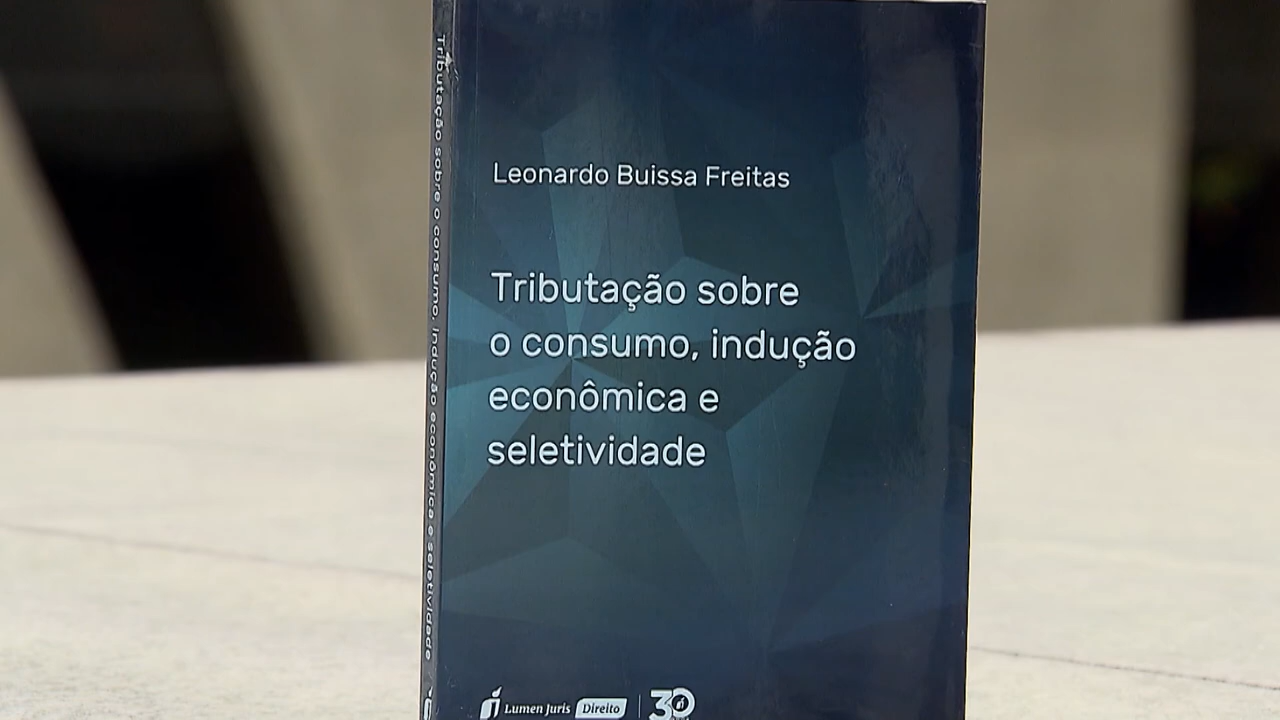 Tributação sobre o consumo, indução econômica e seletividade
Leonardo Buissa Freitas
Tributação sobre
o consumo, indução
econômica e
seletividade
Lumen Juris Direito 30